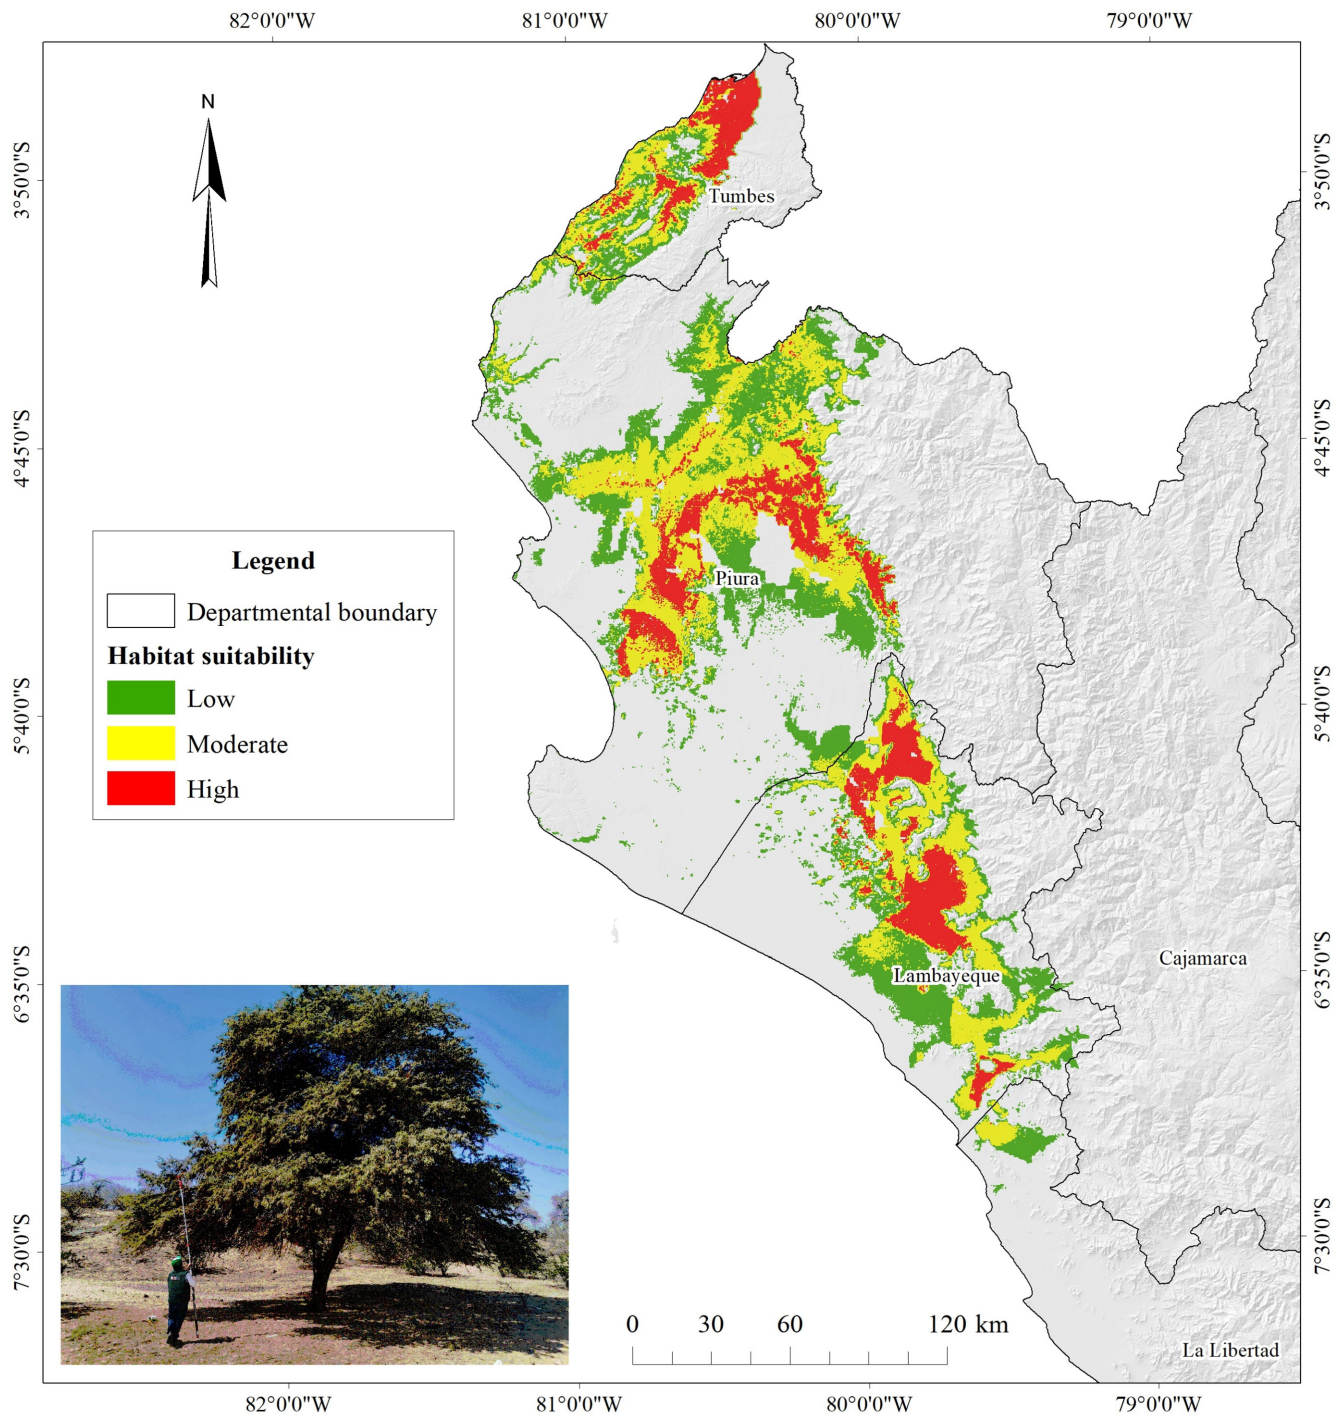 82°0'0"W 81°0'0"W 80°0'0"W 79°0'0"W
N
3°50'0"S 3°50'0"S
Tumbes
4°45'0"S 4°45'0"S
Legend
Departmental boundary
Habitat suitability
Low
Moderate
High
Piura
5°40'0"S 5°40'0"S
Cajamarca
Lambayeque
6°35'0"S 6°35'0"S
7°30'0"S 7°30'0"S
0 30 60 120 km
La Libertad
82°0'0"W 81°0'0"W 80°0'0"W 79°0'0"W